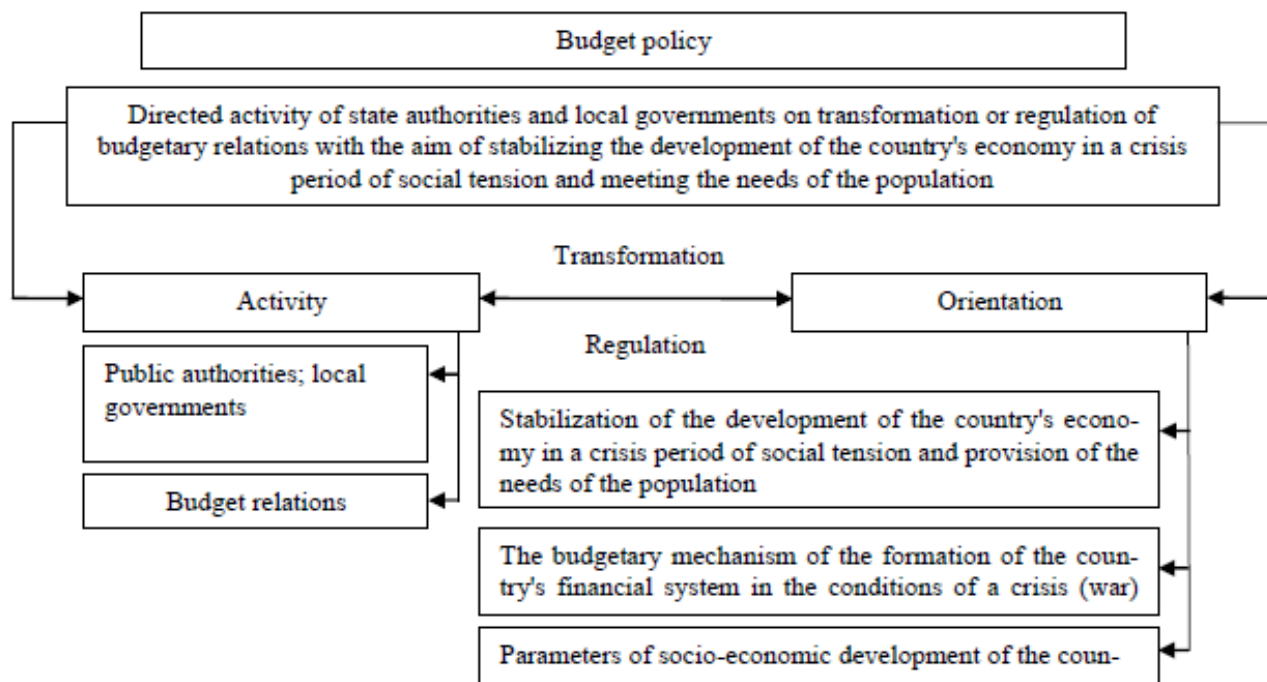 Budget policy
Directed activity of state authorities and local governments on transformation or regulation of
budgetary relations with the aim of stabilizing the development of the country's economy in a crisis
period of social tension and meeting the needs of the population
Transformation
Activity
Orientation
Regulation
Public authorities; local
governments
Budget relations
Stabilization of the development of the country's econo-
my in a crisis period of social tension and provision of the
needs of the population
The budgetary mechanism of the formation of the coun-
try's financial system in the conditions of a crisis (war)
Parameters of socio-economic development of the coun-